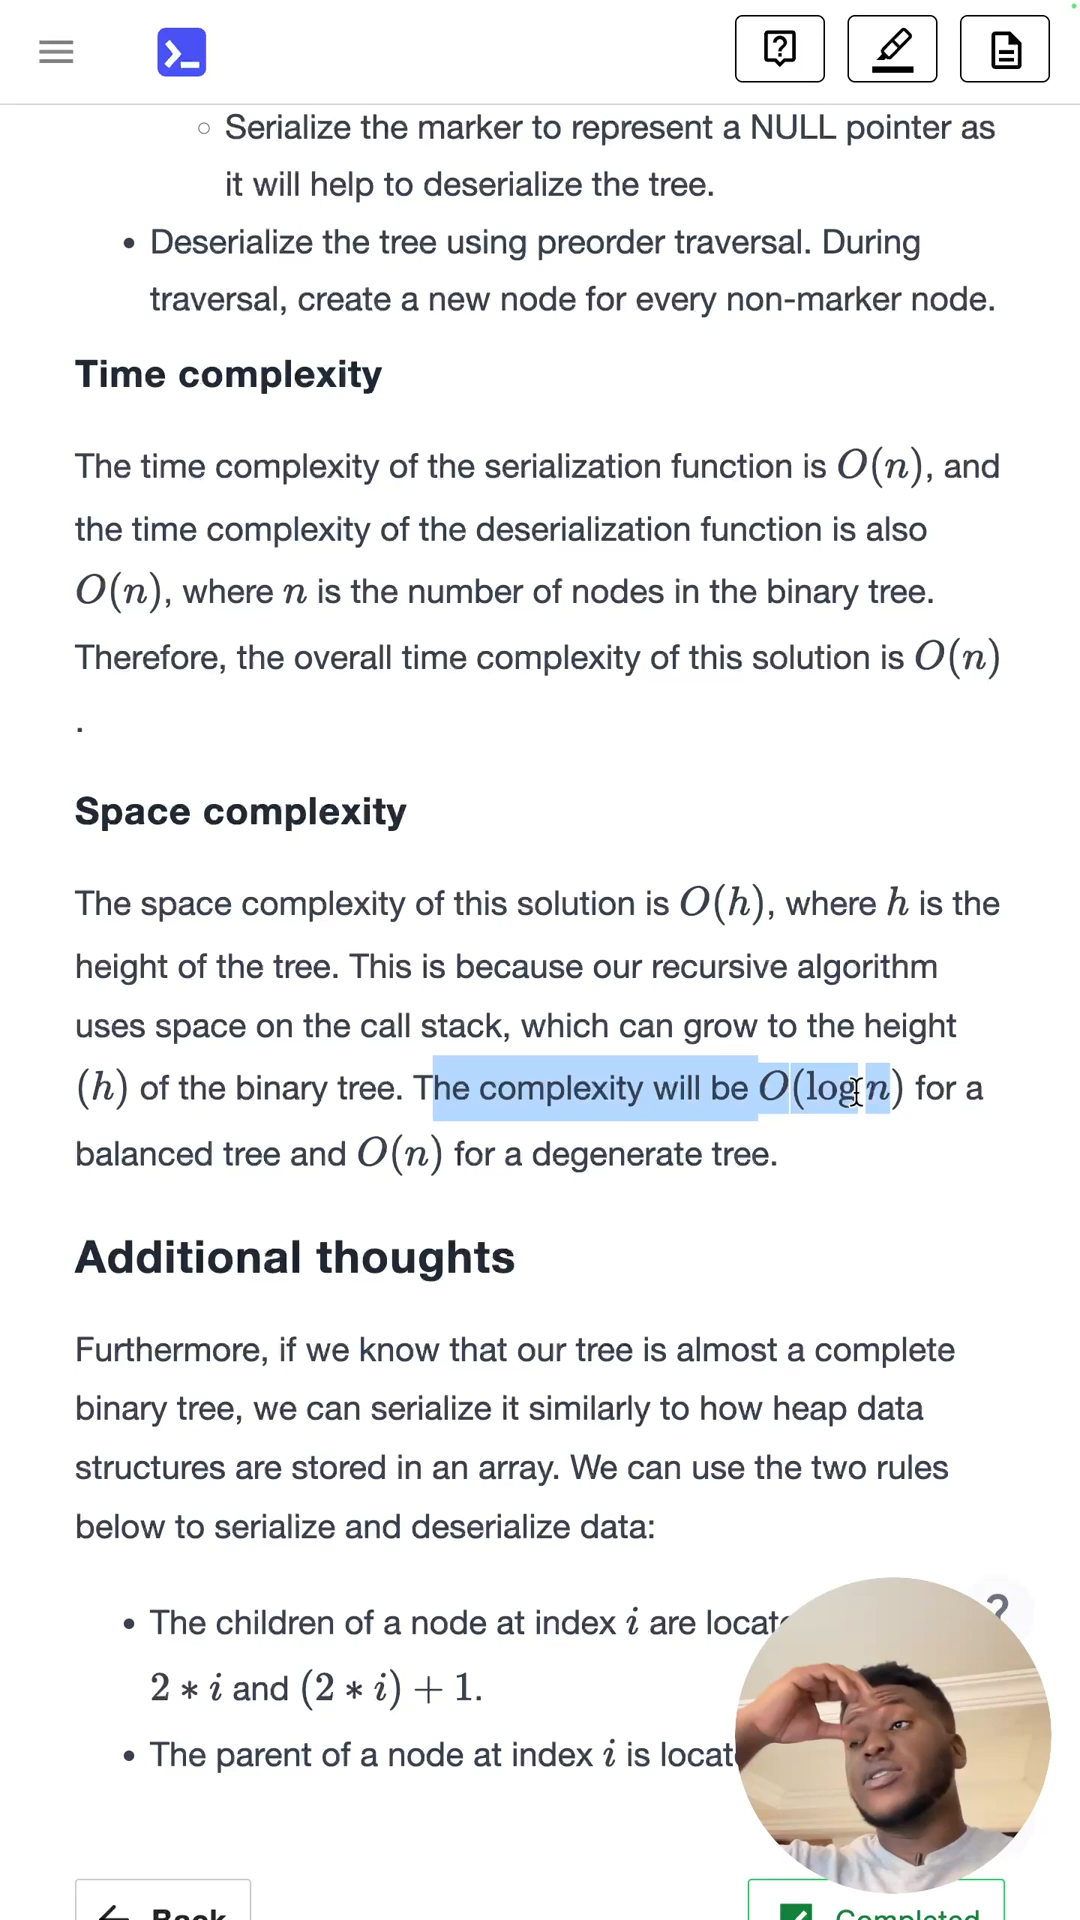 Serialize the marker to represent a NULL pointer as
it will help to deserialize the tree.
Deserialize the tree using preorder traversal. During
traversal, create a new node for every non-marker node.
Time complexity
The time complexity of the serialization function is O(n), and
the time complexity of the deserialization function is also
O(n), where n is the number of nodes in the binary tree.
Therefore, the overall time complexity of this solution is O(n)
.
Space complexity
The space complexity of this solution is O(h), where h is the
height of the tree. This is because our recursive algorithm
uses space on the call stack, which can grow to the height
(h) of the binary tree. The complexity will be O(log n) for a
balanced tree and O(n) for a degenerate tree.
Additional thoughts
Furthermore, if we know that our tree is almost a complete
binary tree, we can serialize it similarly to how heap data
structures are stored in an array. We can use the two rules
below to serialize and deserialize data:
The children of a node at index i are
2 * i and (2 * i) + 1.
The parent of a node at index i is
?
Back
Completed